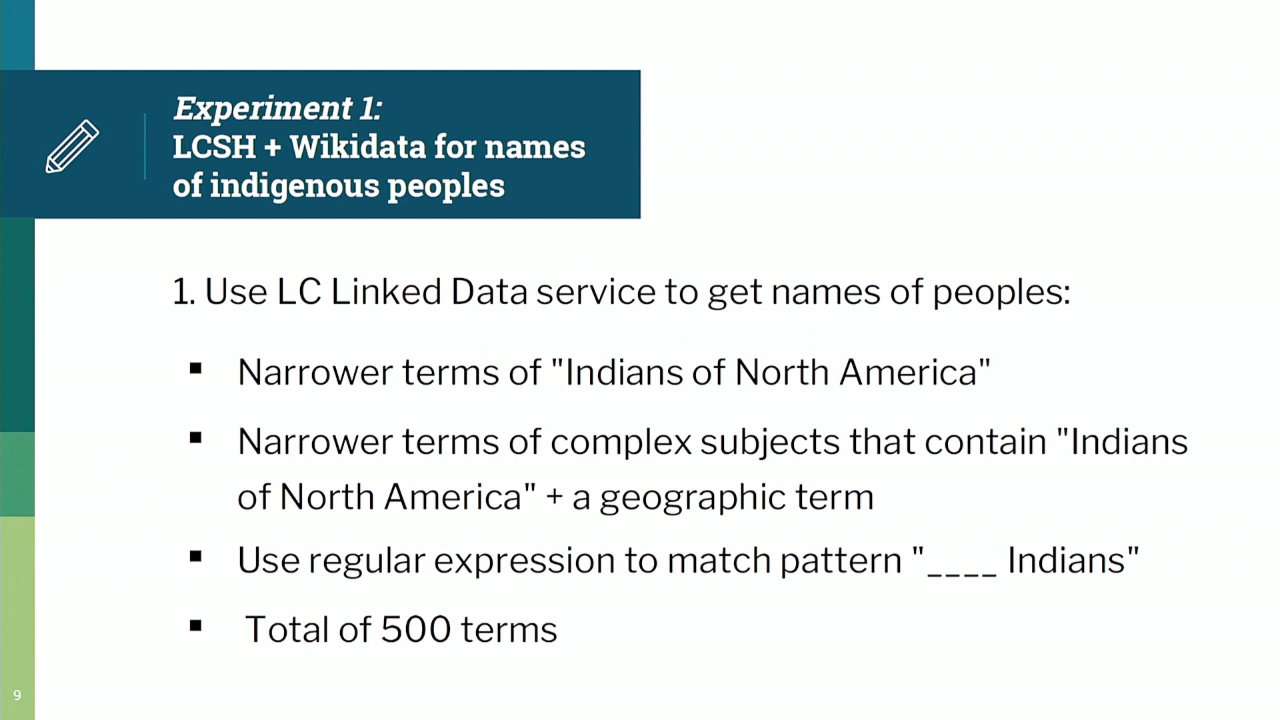 Experiment 1:
LCSH + Wikidata for names
of indigenous peoples
1. Use LC Linked Data service to get names of peoples:
▪ Narrower terms of "Indians of North America"
▪ Narrower terms of complex subjects that contain "Indians
of North America" + a geographic term
▪ Use regular expression to match pattern "____ Indians"
▪ Total of 500 terms
9